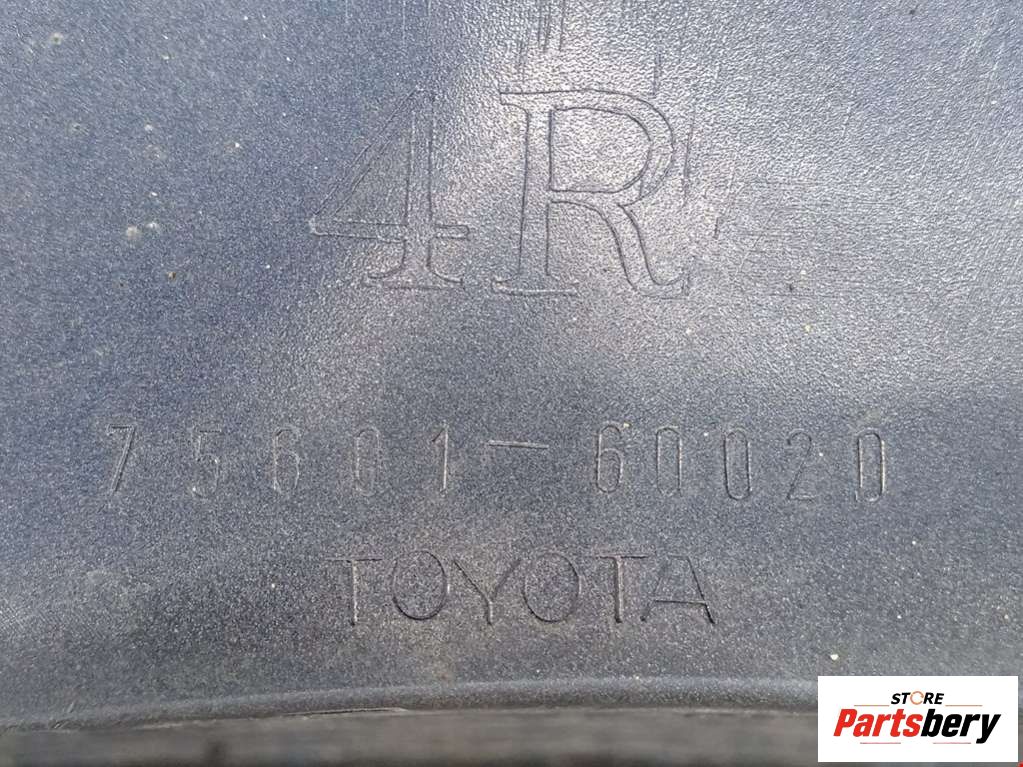 4R
75601-60020
TOYOTA
STORE
Partsbery